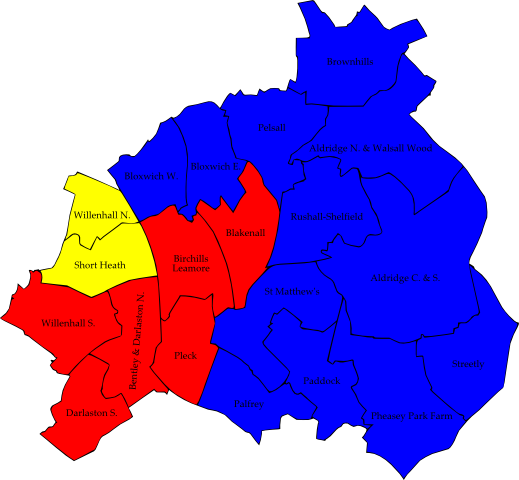 Brownhills
Pelsall
Aldridge N. & Walsall Wood
Bloxwich E.
Bloxwich W.
Willenhall N.
Rushall-Shelfield
Blakenall
Birchills
Leamore
Short Heath
Aldridge C. & S.
St Matthew's
Willenhall S.
Bentley & Darlaston N.
Pleck
Streetly
Paddock
Palfrey
Darlaston S.
Pheasey Park Farm